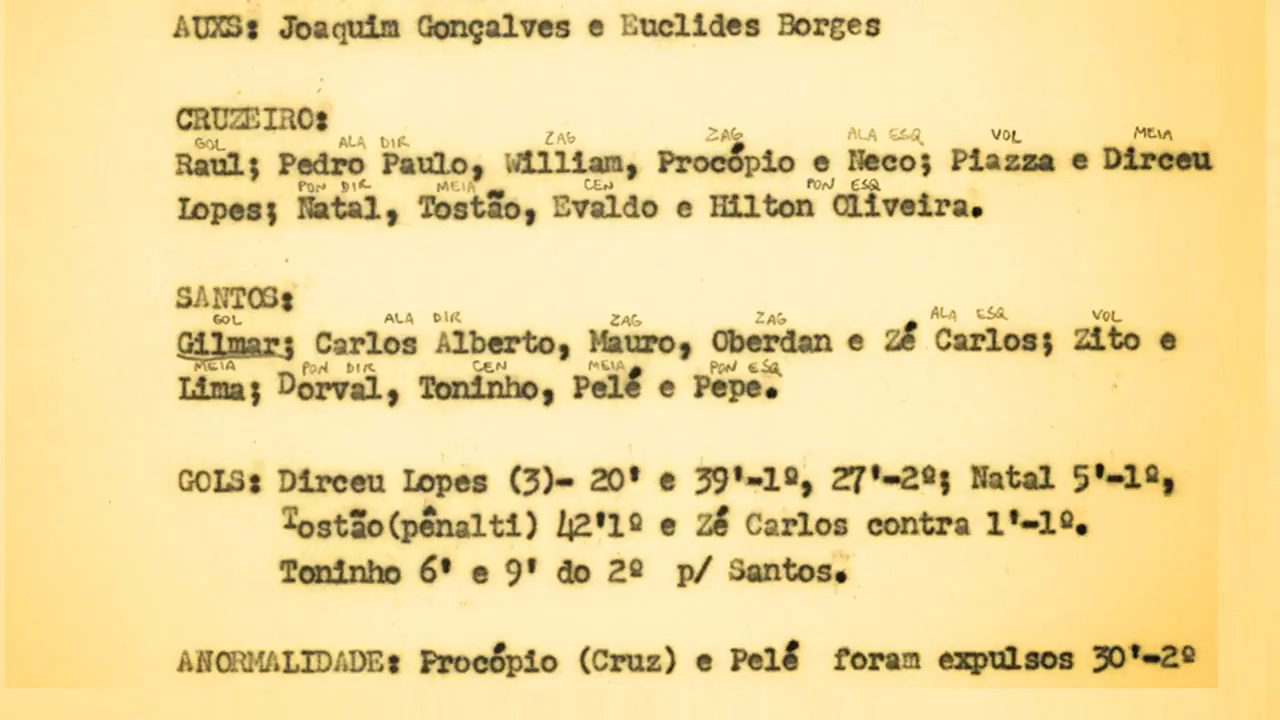 AUXS: Joaquim Gonçalves e Euclides Borges
CRUZEIRO:
GOL ALA DIR ZAG ZAG ALA ESQ VOL MEIA
Raul; Pedro Paulo, William, Procópio e Neco; Piazza e Dirceu
PON DIR MEIA CEN PON ESQ
Lopes; Natal, Tostão, Evaldo e Hilton Oliveira.
SANTOS:
GOL ALA DIR ZAG ZAG ALA ESQ VOL
Gilmar; Carlos Alberto, Mauro, Oberdan e Zé Carlos; Zito e
MEIA PON DIR CEN MEIA PON ESQ
Lima; Dorval, Toninho, Pelé e Pepe.
GOLS: Dirceu Lopes (3)- 20' e 39'-1º, 27'-2º; Natal 5'-1º,
Tostão(pênalti) 42'1º e Zé Carlos contra 1'-1º.
Toninho 6' e 9' do 2º p/ Santos.
ANORMALIDADE: Procópio (Cruz) e Pelé foram expulsos 30'-2º